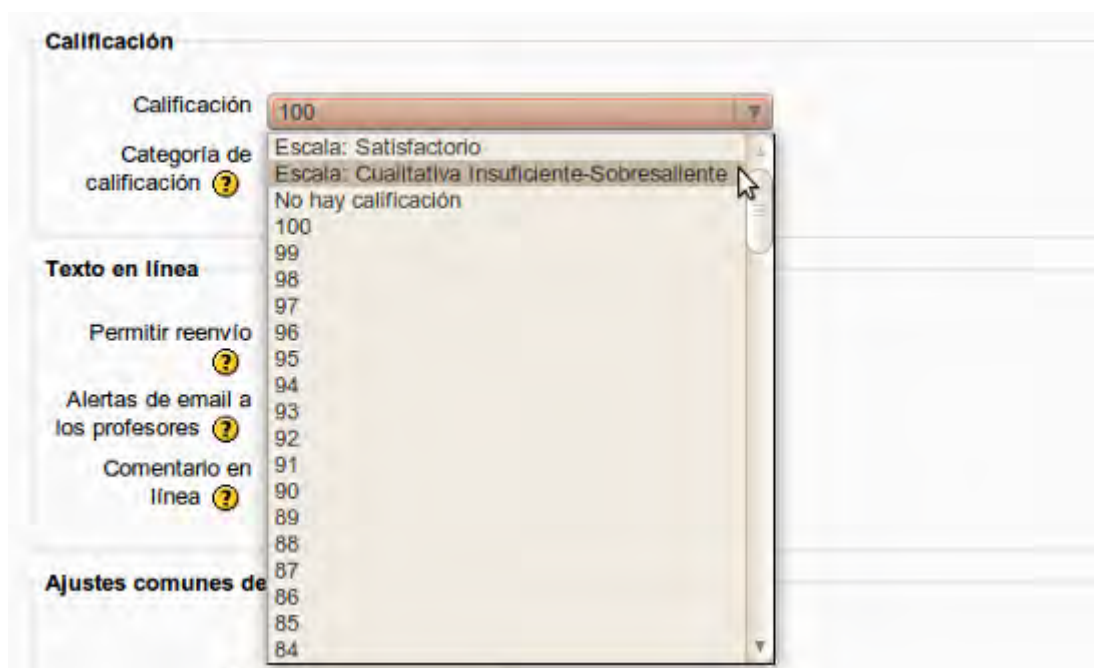 Calificación
Calificación
100
Categoría de
calificación ?
Escala: Satisfactorio
Escala: Cualitativa Insuficiente-Sobresaliente
No hay calificación
100
99
98
97
96
95
94
93
92
91
90
89
88
87
86
85
84
Texto en línea
Permitir reenvío
?
Alertas de email a
los profesores ?
Comentario en
línea ?
Ajustes comunes de